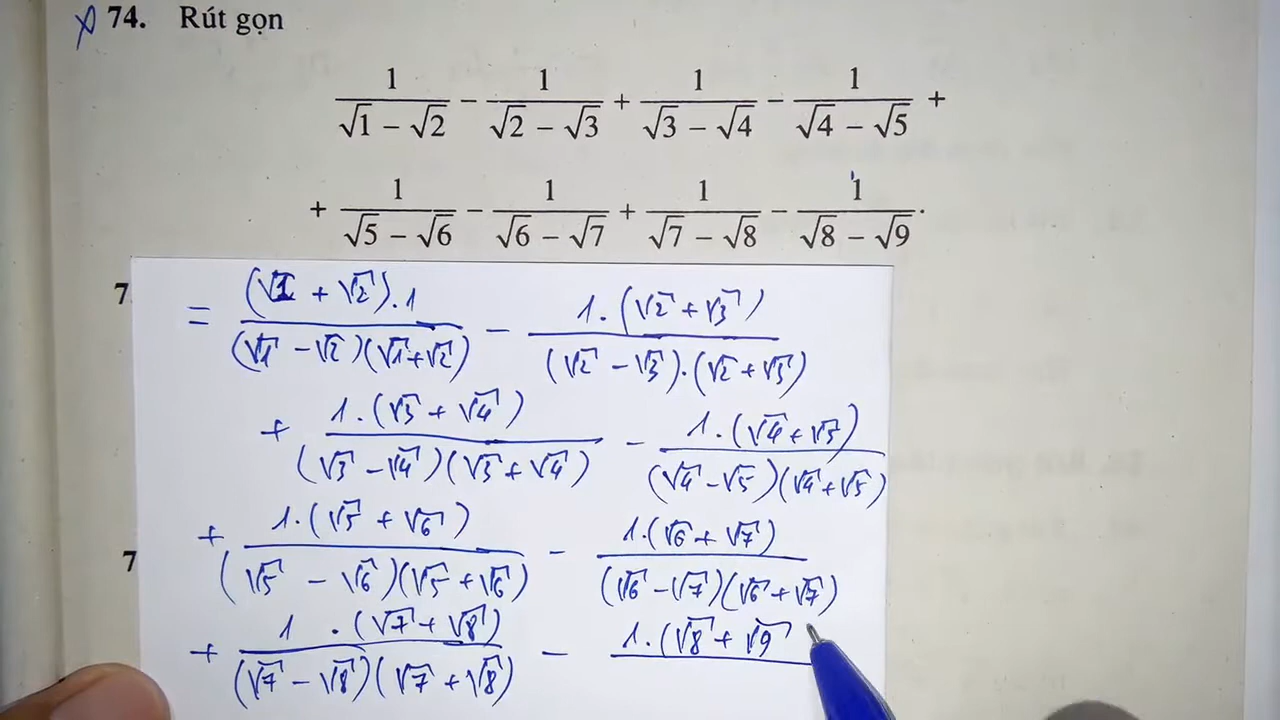 74. Rút gọn
1/(√1 − √2) − 1/(√2 − √3) + 1/(√3 − √4) − 1/(√4 − √5) +
+ 1/(√5 − √6) − 1/(√6 − √7) + 1/(√7 − √8) − 1/(√8 − √9).
7
= (√1 + √2).1/(√1 − √2)(√1 + √2) − 1.(√2 + √3)/(√2 − √3).(√2 + √3)
+ 1.(√3 + √4)/(√3 − √4)(√3 + √4) − 1.(√4 + √5)/(√4 − √5)(√4 + √5)
+ 1.(√5 + √6)/(√5 − √6)(√5 + √6) − 1.(√6 + √7)/(√6 − √7)(√6 + √7)
7
+ 1.(√7 + √8)/(√7 − √8)(√7 + √8) − 1.(√8 + √9